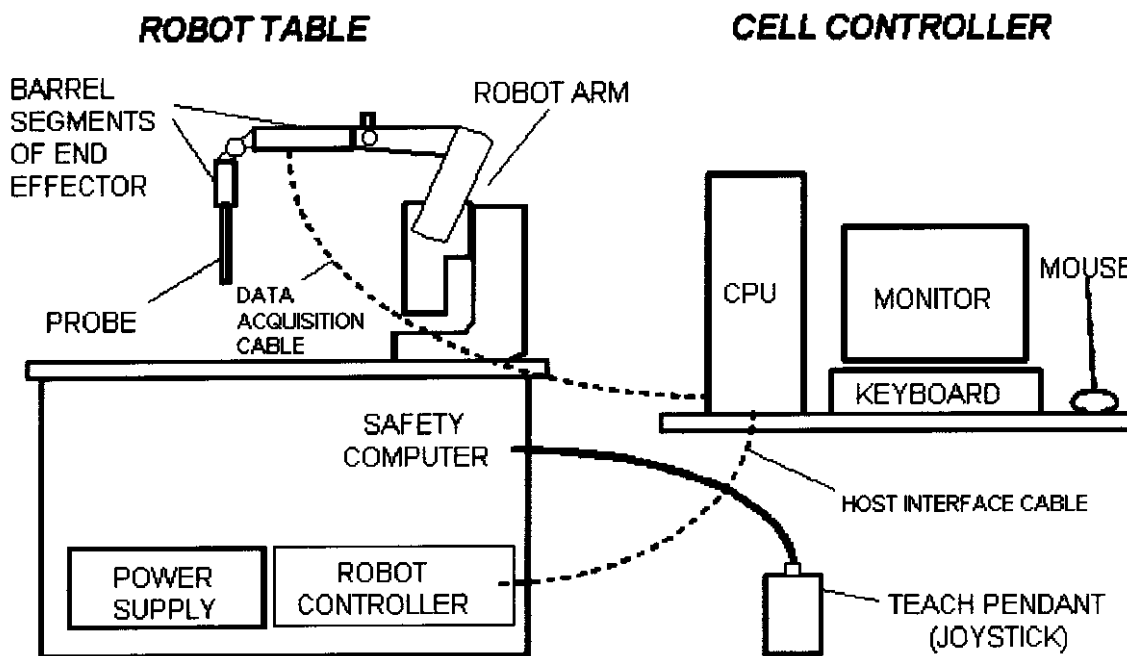 ROBOT TABLE
CELL CONTROLLER
BARREL
SEGMENTS
OF END
EFFECTOR
ROBOT ARM
PROBE
DATA
ACQUISITION
CABLE
CPU
MONITOR
MOUSE
KEYBOARD
SAFETY
COMPUTER
HOST INTERFACE CABLE
POWER
SUPPLY
ROBOT
CONTROLLER
TEACH PENDANT
(JOYSTICK)